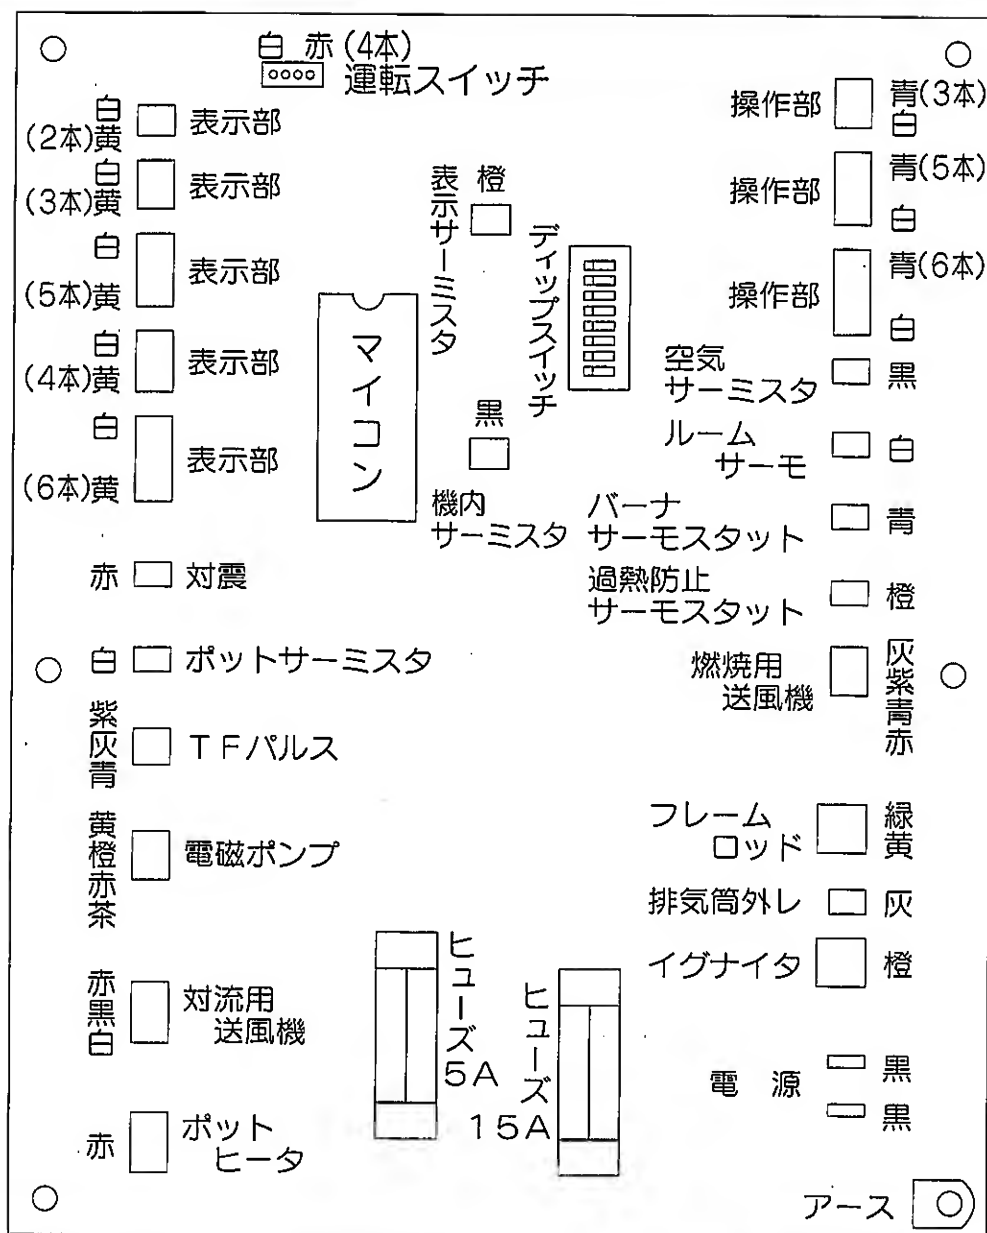 白 赤(4本)
運転スイッチ
白
(2本)黄
表示部
白
(3本)黄
表示部
白
(5本)黄
表示部
白
(4本)黄
表示部
白
(6本)黄
表示部
赤
対震
白
ポットサーミスタ
紫灰青
TFパルス
黄橙赤茶
電磁ポンプ
赤黒白
対流用
送風機
赤
ポット
ヒータ
橙
表示サーミスタ
ディップスイッチ
マイコン
黒
機内
サーミスタ
ヒューズ
5A
ヒューズ
15A
操作部
青(3本)
白
操作部
青(5本)
白
操作部
青(6本)
白
空気
サーミスタ
黒
ルーム
サーモ
白
バーナ
サーモスタット
青
過熱防止
サーモスタット
橙
燃焼用
送風機
灰紫青赤
フレーム
ロッド
緑黄
排気筒外レ
灰
イグナイタ
橙
電 源
黒
黒
アース